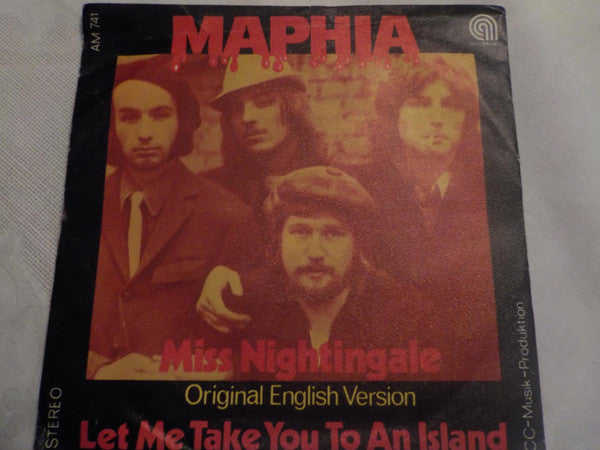 AM 741
MAPHIA
Miss Nightingale
Original English Version
Let Me Take You To An Island
STEREO
CC-Musik-Produktion